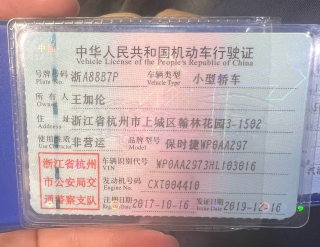 中华人民共和国机动车行驶证
Vehicle License of the People's Republic of China
号牌号码 浙A88B7P 车辆类型 小型轿车
Plate No. Vehicle Type
所有人 王加伦
Owner
住址 浙江省杭州市上城区翰林花园3-1502
Address
使用性质 非营运 品牌型号 保时捷WP0AA297
Use Character Model
浙江省杭州 车辆识别代号 WP0AA2973HL103016
VIN
市公安局交 发动机号码 CXT004410
Engine No.
通警察支队 注册日期 2017-10-16 发证日期 2019-12-16
Register Date Issue Date